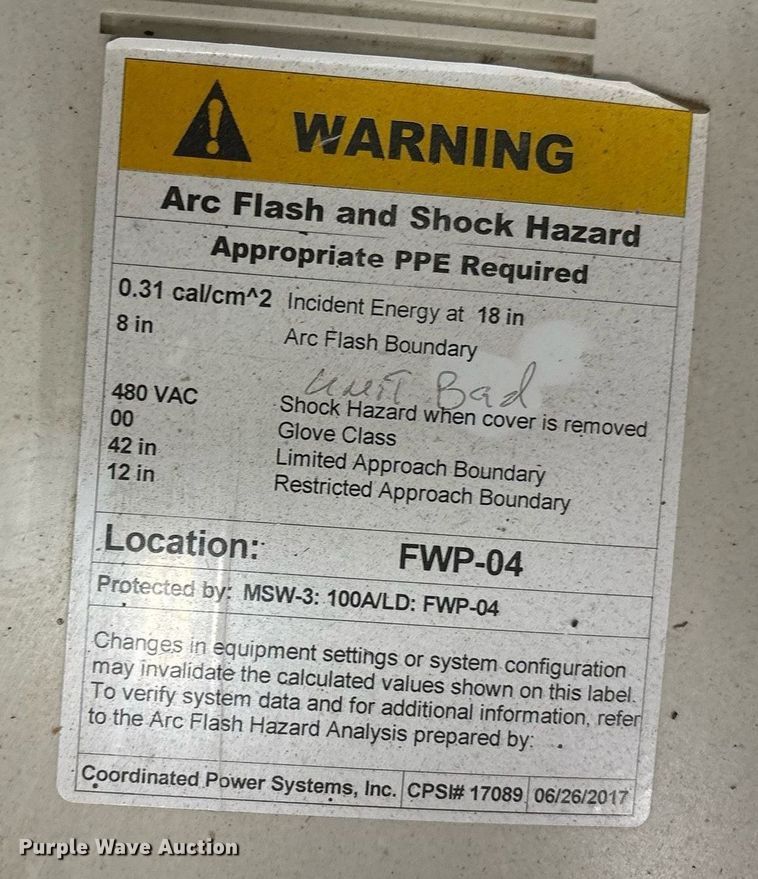 WARNING
Arc Flash and Shock Hazard
Appropriate PPE Required
0.31 cal/cm^2 Incident Energy at 18 in
8 in Arc Flash Boundary
unit Bad
480 VAC Shock Hazard when cover is removed
00 Glove Class
42 in Limited Approach Boundary
12 in Restricted Approach Boundary
Location: FWP-04
Protected by: MSW-3: 100A/LD: FWP-04
Changes in equipment settings or system configuration
may invalidate the calculated values shown on this label.
To verify system data and for additional information, refer
to the Arc Flash Hazard Analysis prepared by:
Coordinated Power Systems, Inc. CPSI# 17089 06/26/2017
Purple Wave Auction